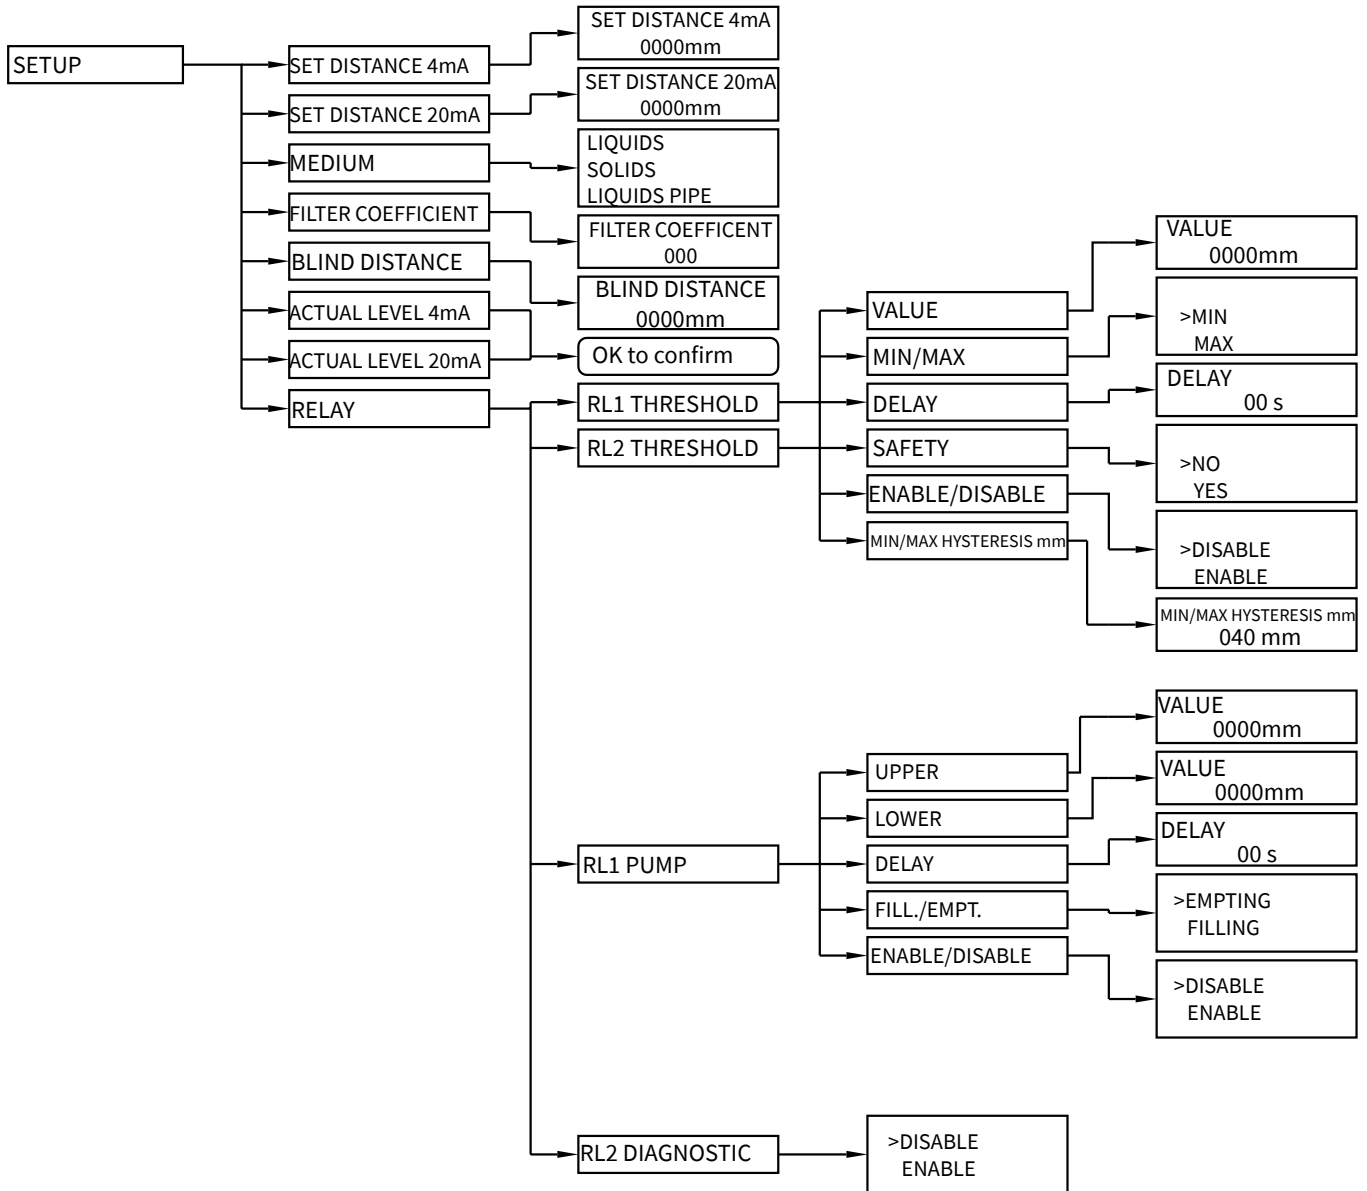 SETUP
SET DISTANCE 4mA
SET DISTANCE 20mA
MEDIUM
FILTER COEFFICIENT
BLIND DISTANCE
ACTUAL LEVEL 4mA
ACTUAL LEVEL 20mA
RELAY
SET DISTANCE 4mA
0000mm
SET DISTANCE 20mA
0000mm
LIQUIDS
SOLIDS
LIQUIDS PIPE
FILTER COEFFICENT
000
BLIND DISTANCE
0000mm
OK to confirm
RL1 THRESHOLD
RL2 THRESHOLD
VALUE
MIN/MAX
DELAY
SAFETY
ENABLE/DISABLE
MIN/MAX HYSTERESIS mm
VALUE
0000mm
>MIN
MAX
DELAY
00 s
>NO
YES
>DISABLE
ENABLE
MIN/MAX HYSTERESIS mm
040 mm
RL1 PUMP
UPPER
LOWER
DELAY
FILL./EMPT.
ENABLE/DISABLE
VALUE
0000mm
VALUE
0000mm
DELAY
00 s
>EMPTING
FILLING
>DISABLE
ENABLE
RL2 DIAGNOSTIC
>DISABLE
ENABLE